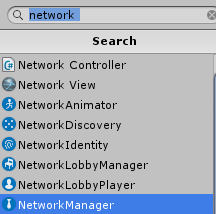 network
Search
Network Controller
Network View
NetworkAnimator
NetworkDiscovery
NetworkIdentity
NetworkLobbyManager
NetworkLobbyPlayer
NetworkManager